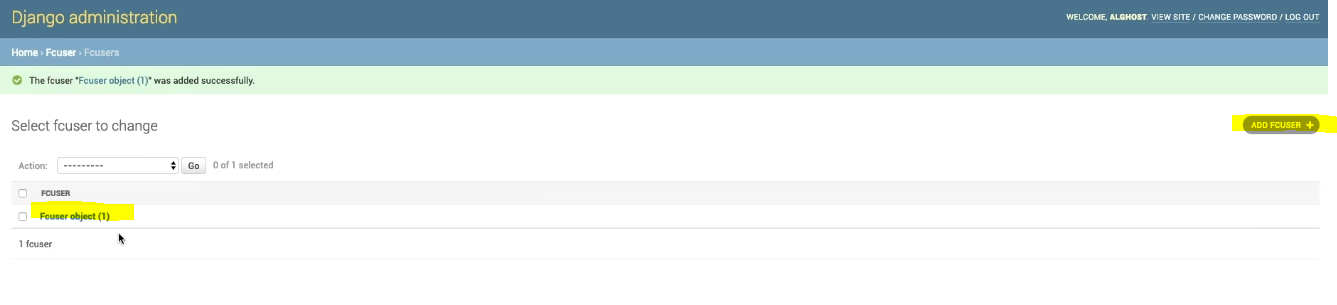 Django administration
WELCOME, ALGHOST. VIEW SITE / CHANGE PASSWORD / LOG OUT
Home › Fcuser › Fcusers
The fcuser "Fcuser object (1)" was added successfully.
Select fcuser to change
ADD FCUSER +
Action: --------- Go 0 of 1 selected
FCUSER
Fcuser object (1)
1 fcuser